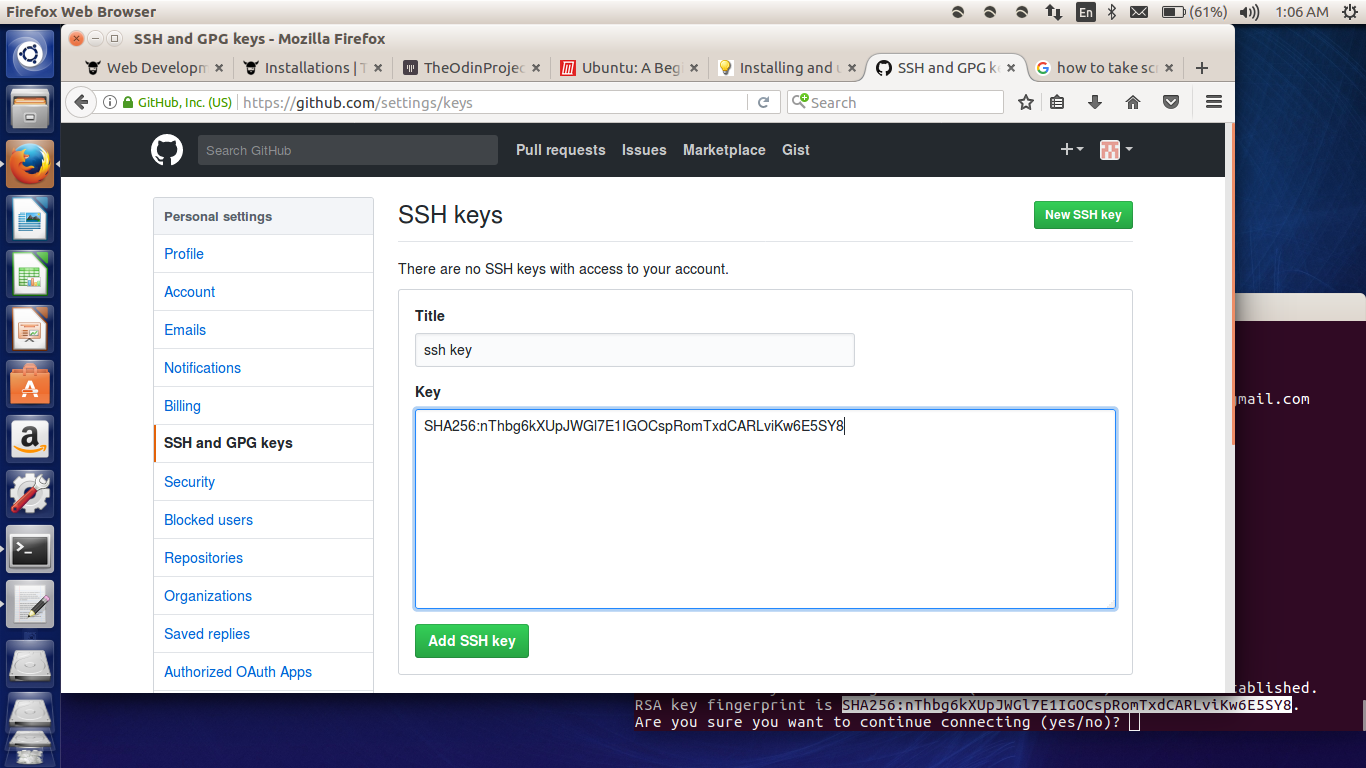 Firefox Web Browser
En
(61%)
1:06 AM
SSH and GPG keys - Mozilla Firefox
Web Developm
Installations | T
TheOdinProjec
Ubuntu: A Beg
Installing and u
SSH and GPG k
how to take scr
GitHub, Inc. (US)
https://github.com/settings/keys
Search
Search GitHub
Pull requests
Issues
Marketplace
Gist
Personal settings
Profile
Account
Emails
Notifications
Billing
SSH and GPG keys
Security
Blocked users
Repositories
Organizations
Saved replies
Authorized OAuth Apps
SSH keys
New SSH key
There are no SSH keys with access to your account.
Title
ssh key
Key
SHA256:nThbg6kXUpJWGl7E1IGOCspRomTxdCARLviKw6E5SY8
Add SSH key
gmail.com
tablished.
RSA key fingerprint is SHA256:nThbg6kXUpJWGl7E1IGOCspRomTxdCARLviKw6E5SY8.
Are you sure you want to continue connecting (yes/no)?